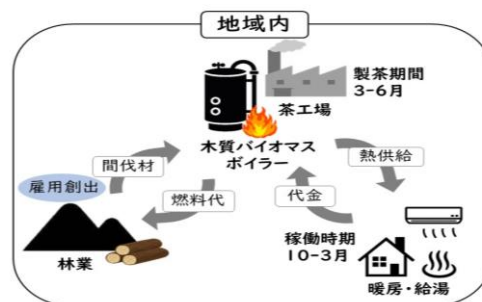 地域内
製茶期間
3-6月
茶工場
木質バイオマス
ボイラー
間伐材
熱供給
雇用創出
燃料代
代金
稼働時期
10-3月
林業
暖房・給湯